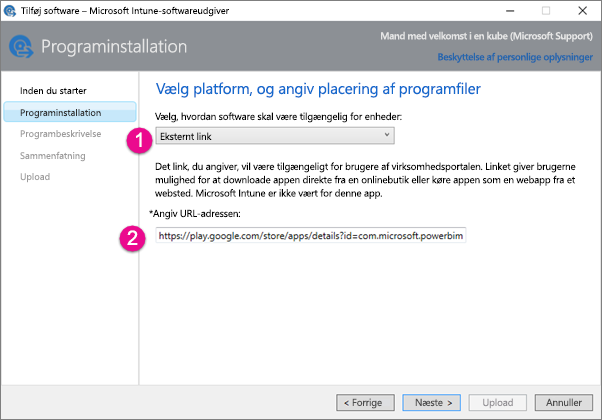 Tilføj software – Microsoft Intune-softwareudgiver
Programinstallation
Mand med velkomst i en kube (Microsoft Support)
Beskyttelse af personlige oplysninger
Inden du starter
Programinstallation
Programbeskrivelse
Sammenfatning
Upload
Vælg platform, og angiv placering af programfiler
Vælg, hvordan software skal være tilgængelig for enheder:
1
Eksternt link
Det link, du angiver, vil være tilgængeligt for brugere af virksomhedsportalen. Linket giver brugerne
mulighed for at downloade appen direkte fra en onlinebutik eller køre appen som en webapp fra et
websted. Microsoft Intune er ikke vært for denne app.
*Angiv URL-adressen:
2
https://play.google.com/store/apps/details?id=com.microsoft.powerbim
< Forrige
Næste >
Upload
Annuller